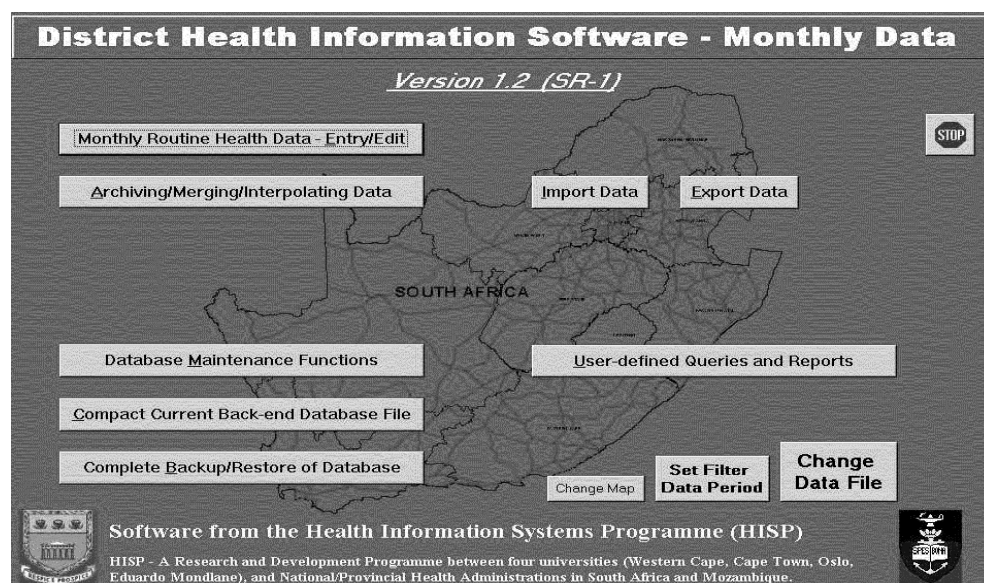 District Health Information Software - Monthly Data
Version 1.2 (SR-1)
Monthly Routine Health Data - Entry/Edit
STOP
Archiving/Merging/Interpolating Data
Import Data
Export Data
SOUTH AFRICA
Database Maintenance Functions
User-defined Queries and Reports
Compact Current Back-end Database File
Complete Backup/Restore of Database
Change Map
Set Filter
Data Period
Change
Data File
Software from the Health Information Systems Programme (HISP)
HISP - A Research and Development Programme between four universities (Western Cape, Cape Town, Oslo,
Eduardo Mondlane), and National/Provincial Health Administrations in South Africa and Mozambique.
SPES BONA